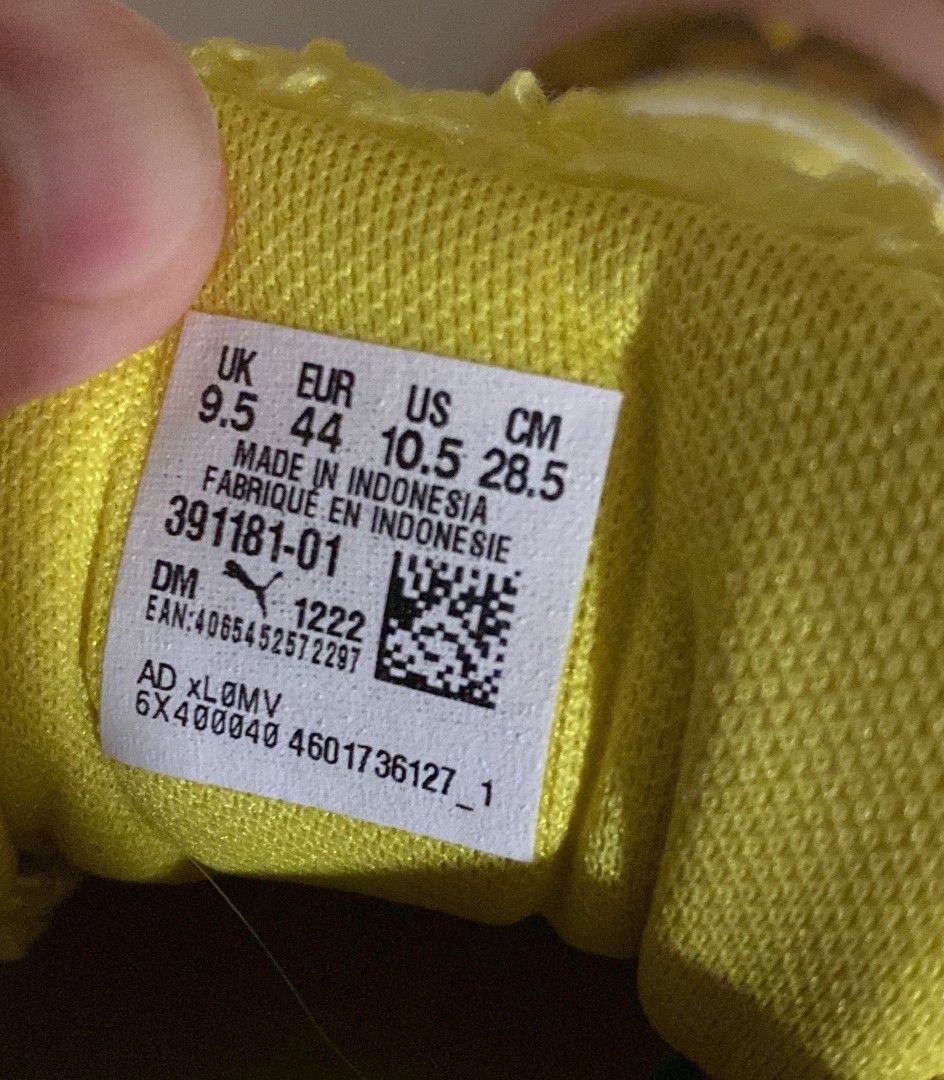 UK EUR US CM
9.5 44 10.5 28.5
MADE IN INDONESIA
FABRIQUÉ EN INDONESIE
391181-01
DM 1222
EAN:4065452572297
AD xLØMV
6X400040 4601736127_1